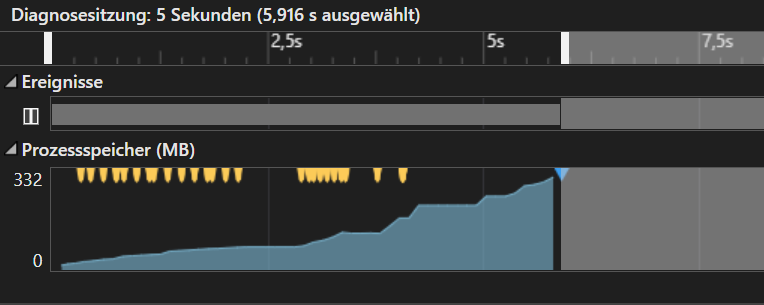 Diagnosesitzung: 5 Sekunden (5,916 s ausgewählt)
2,5s 5s 7,5s
Ereignisse
Prozessspeicher (MB)
332
0